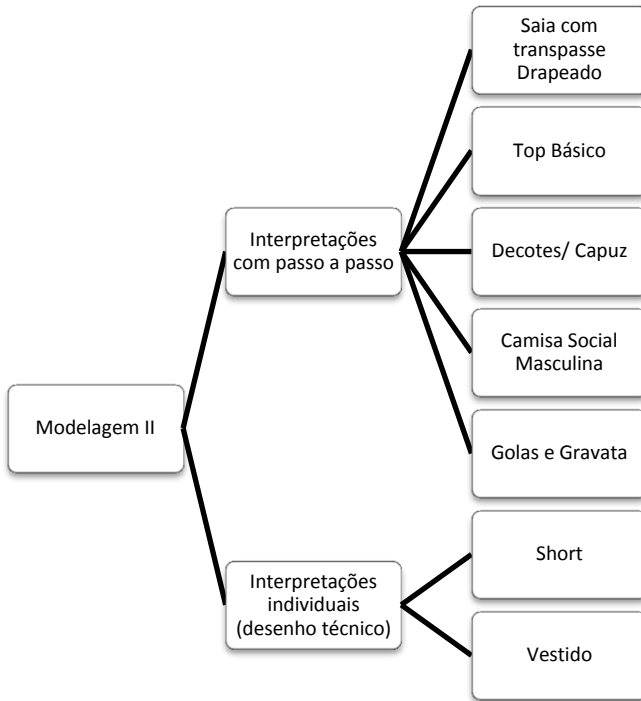 Modelagem II
Interpretações
com passo a passo
Saia com
transpasse
Drapeado
Top Básico
Decotes/ Capuz
Camisa Social
Masculina
Golas e Gravata
Interpretações
individuais
(desenho técnico)
Short
Vestido